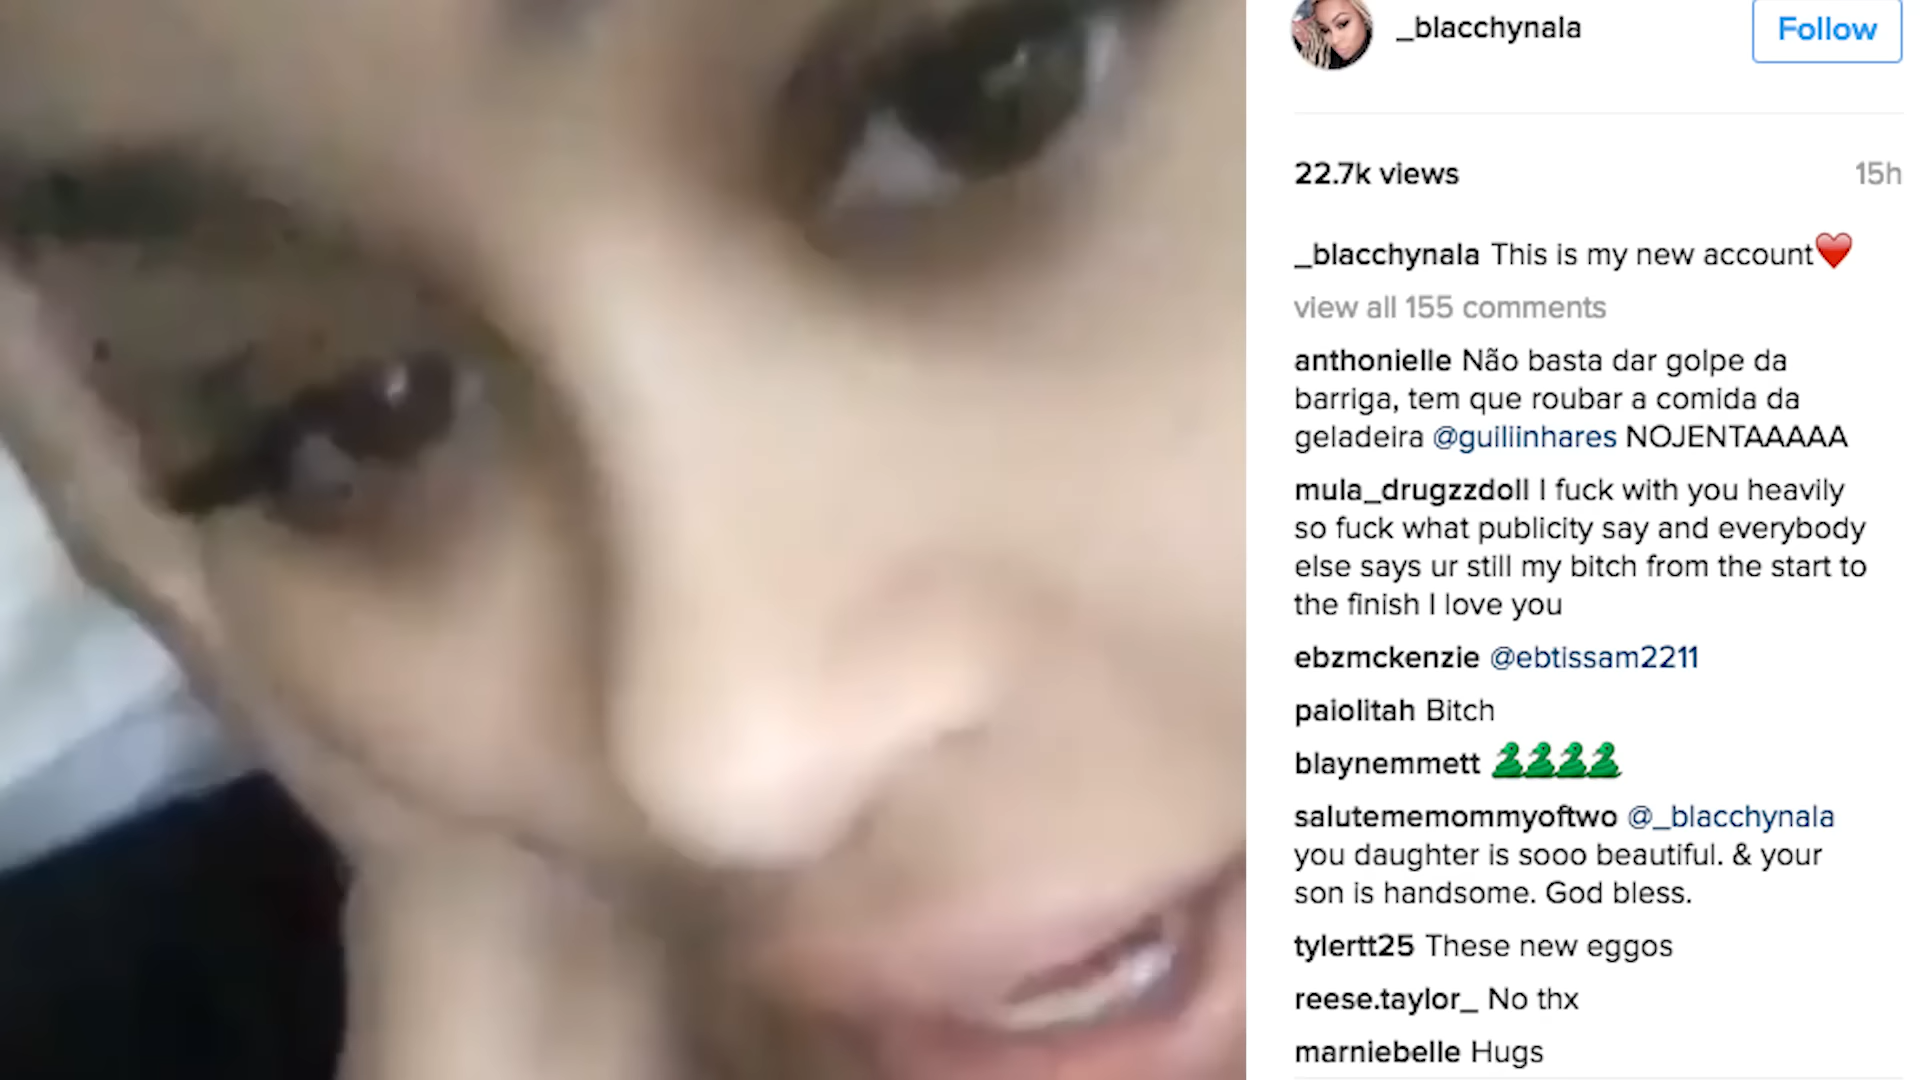 _blacchynala
Follow
22.7k views
15h
_blacchynala This is my new account❤️
view all 155 comments
anthonielle Não basta dar golpe da
barriga, tem que roubar a comida da
geladeira @guillinhares NOJENTAAAAA
mula_drugzzdoll I fuck with you heavily
so fuck what publicity say and everybody
else says ur still my bitch from the start to
the finish I love you
ebzmckenzie @ebtissam2211
paiolitah Bitch
blaynemmett 🐍🐍🐍🐍
salutememommyoftwo @_blacchynala
you daughter is sooo beautiful. & your
son is handsome. God bless.
tylertt25 These new eggos
reese.taylor_ No thx
marniebelle Hugs